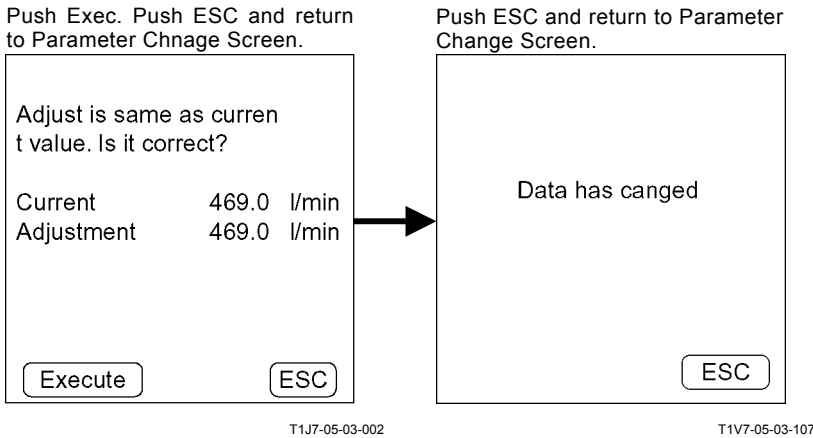 Push Exec. Push ESC and return
to Parameter Chnage Screen.
Adjust is same as curren
t value. Is it correct?
Current 469.0 l/min
Adjustment 469.0 l/min
Execute ESC
T1J7-05-03-002
Push ESC and return to Parameter
Change Screen.
Data has canged
ESC
T1V7-05-03-107